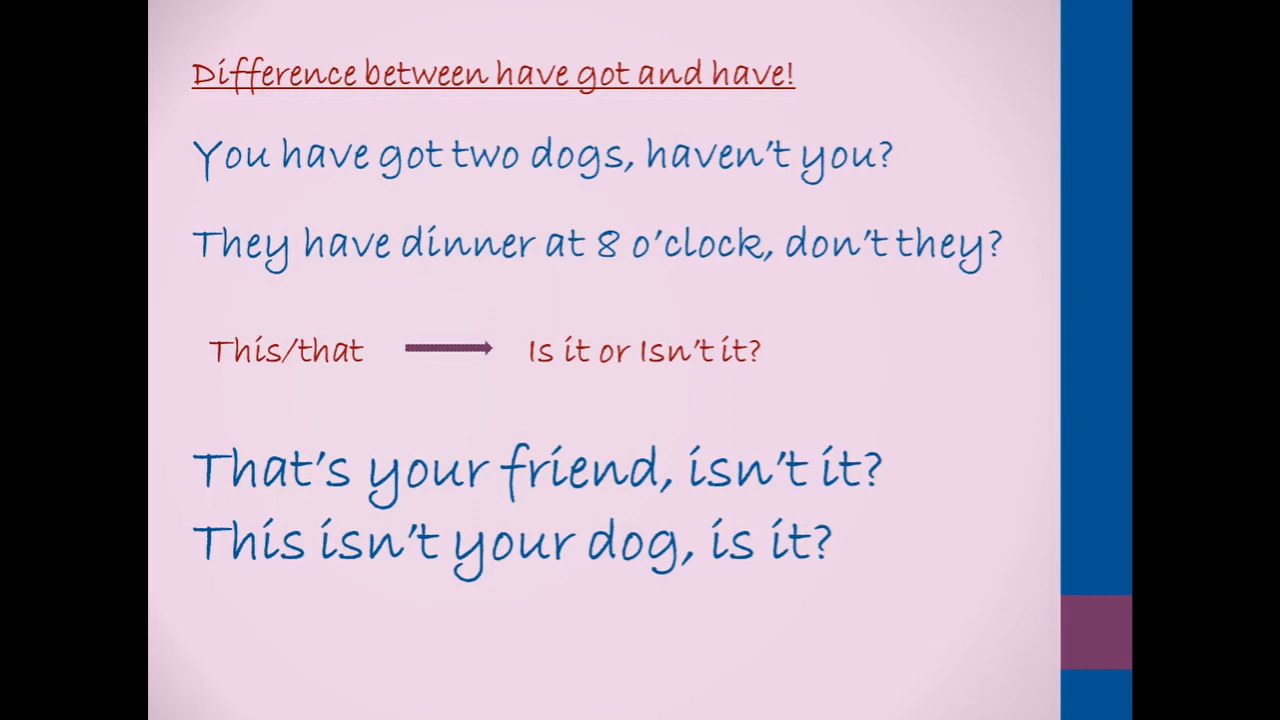 Difference between have got and have!
You have got two dogs, haven't you?
They have dinner at 8 o'clock, don't they?
This/that Is it or Isn't it?
That's your friend, isn't it?
This isn't your dog, is it?